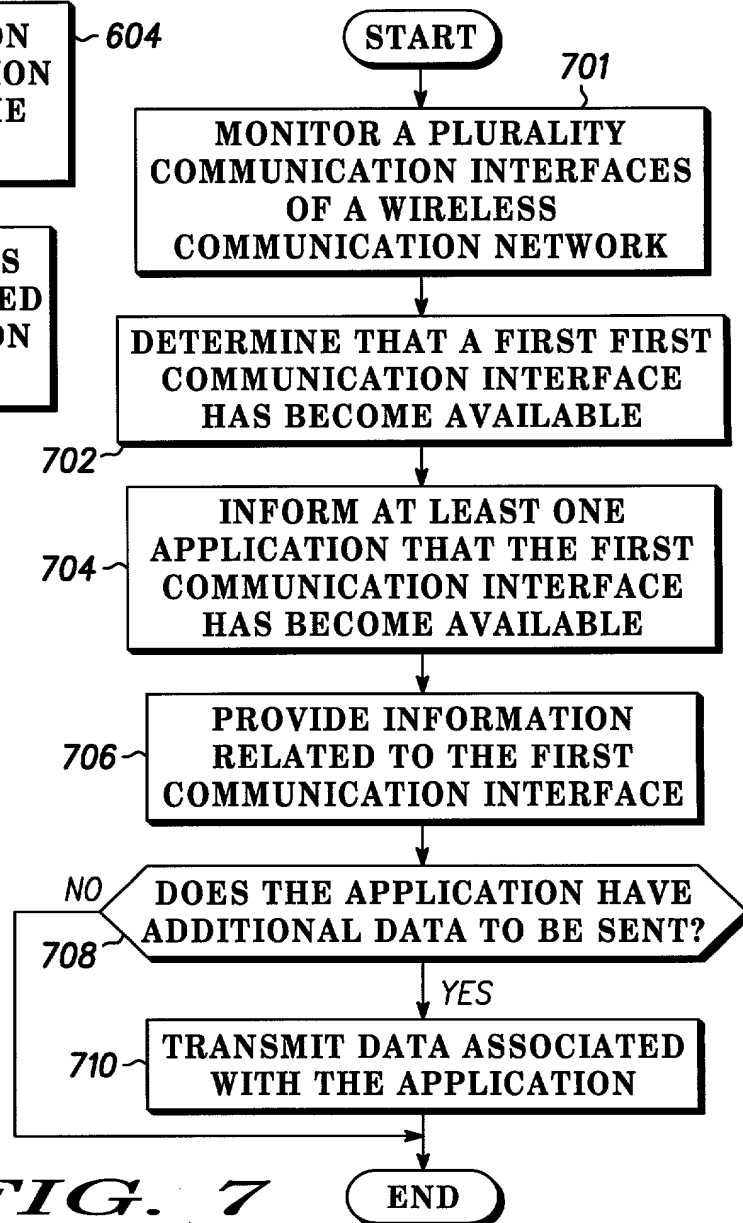 ON
ION
IE
604
S
ED
ON
START
701
MONITOR A PLURALITY
COMMUNICATION INTERFACES
OF A WIRELESS
COMMUNICATION NETWORK
DETERMINE THAT A FIRST FIRST
COMMUNICATION INTERFACE
HAS BECOME AVAILABLE
702
INFORM AT LEAST ONE
APPLICATION THAT THE FIRST
COMMUNICATION INTERFACE
HAS BECOME AVAILABLE
704
PROVIDE INFORMATION
RELATED TO THE FIRST
COMMUNICATION INTERFACE
706
NO
DOES THE APPLICATION HAVE
ADDITIONAL DATA TO BE SENT?
708
YES
TRANSMIT DATA ASSOCIATED
WITH THE APPLICATION
710
FIG. 7
END